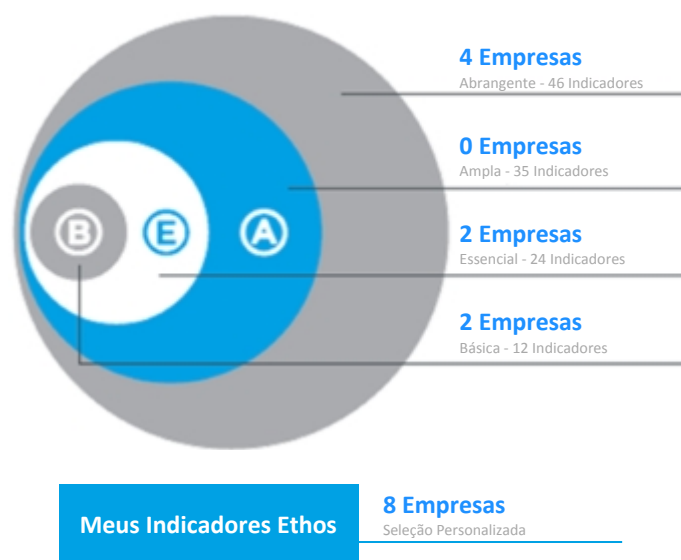 4 Empresas
Abrangente - 46 Indicadores
0 Empresas
Ampla - 35 Indicadores
B E A
2 Empresas
Essencial - 24 Indicadores
2 Empresas
Básica - 12 Indicadores
Meus Indicadores Ethos
8 Empresas
Seleção Personalizada